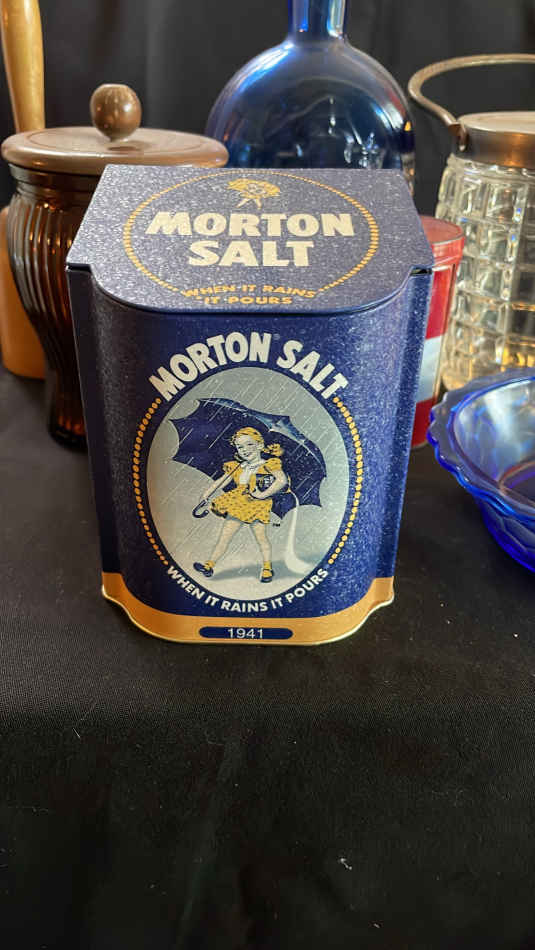 MORTON
SALT
WHEN IT RAINS
IT POURS
MORTON SALT
WHEN IT RAINS IT POURS
1941